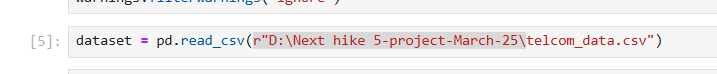 warnings.filterwarnings("ignore")
[5]: dataset = pd.read_csv(r"D:\Next hike 5-project-March-25\telcom_data.csv")